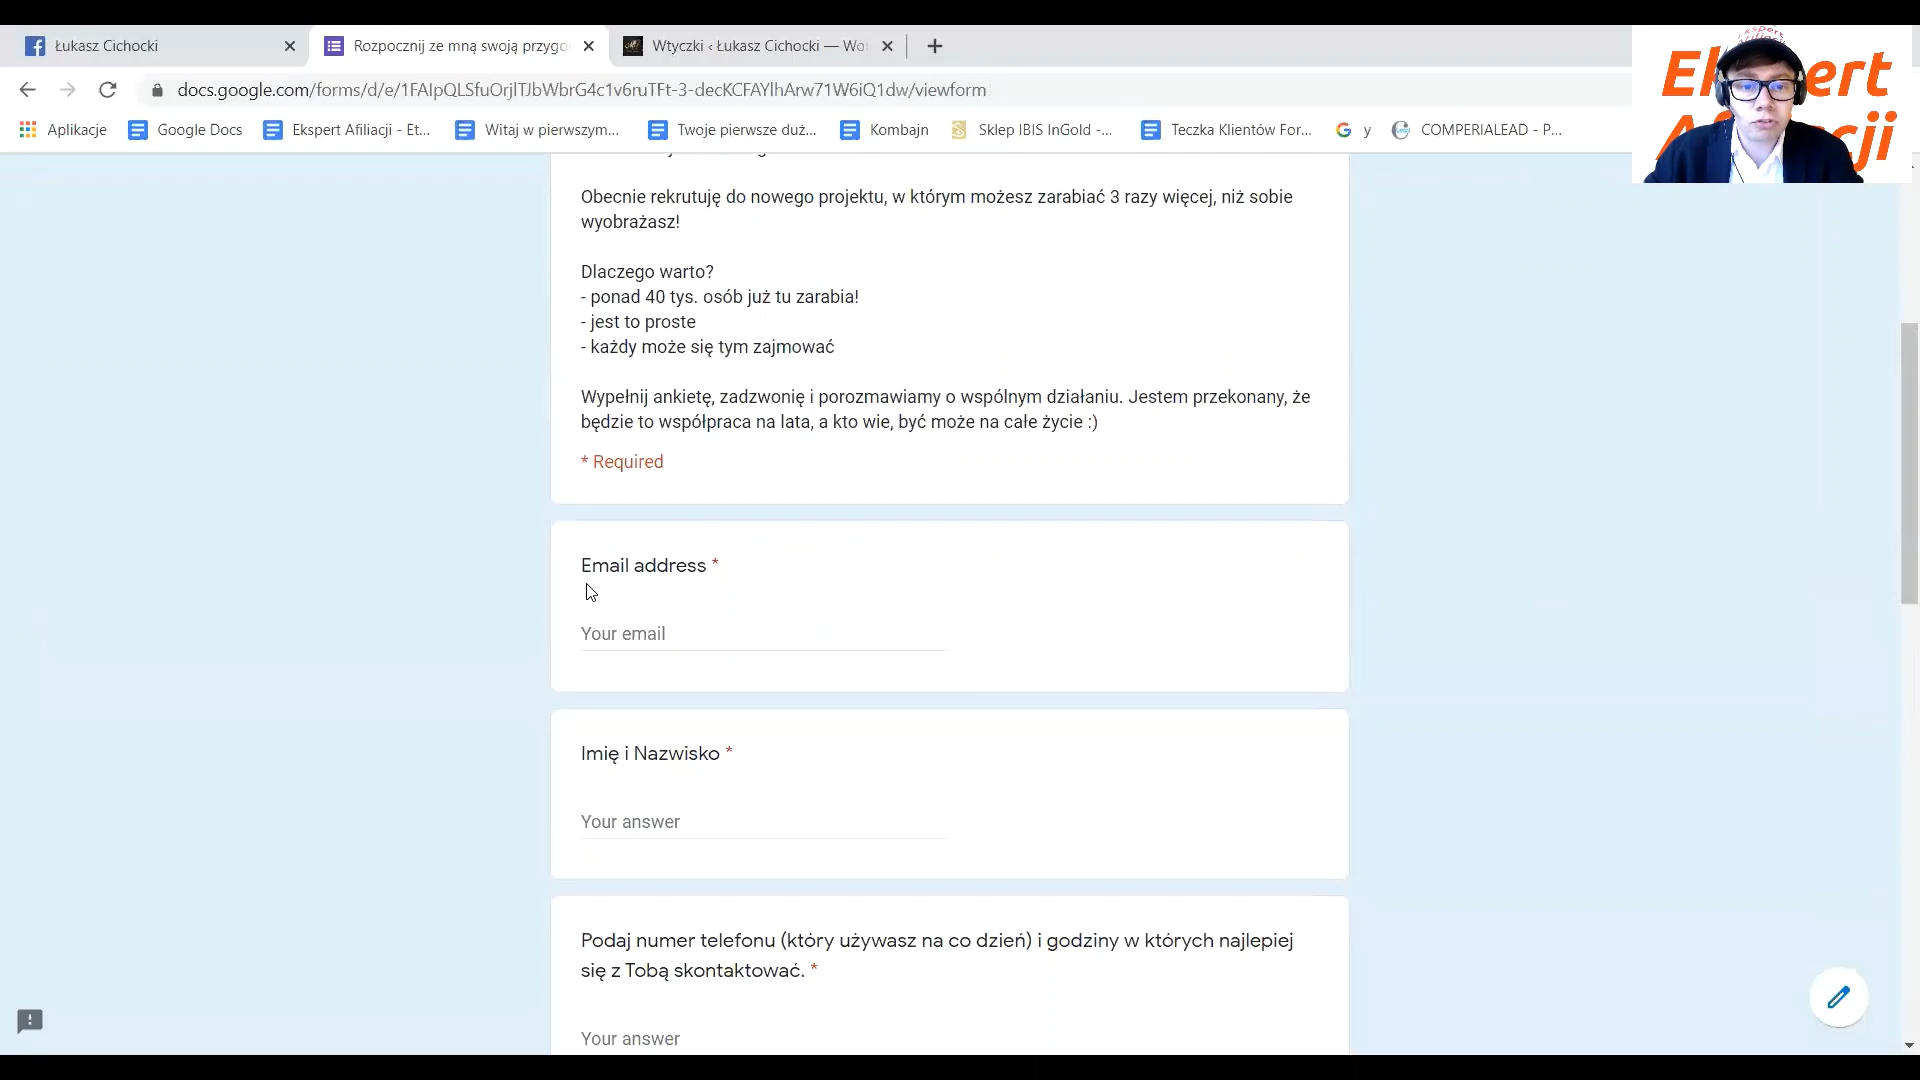 Łukasz Cichocki
Rozpocznij ze mną swoją przygo
Wtyczki ‹ Łukasz Cichocki — Wo
docs.google.com/forms/d/e/1FAIpQLSfuOrjlTJbWbrG4c1v6ruTFt-3-decKCFAYlhArw71W6iQ1dw/viewform
Aplikacje
Google Docs
Ekspert Afiliacji - Et...
Witaj w pierwszym...
Twoje pierwsze duż...
Kombajn
Sklep IBIS InGold -...
Teczka Klientów For...
y
COMPERIALEAD - P...
Obecnie rekrutuję do nowego projektu, w którym możesz zarabiać 3 razy więcej, niż sobie
wyobrażasz!
Dlaczego warto?
- ponad 40 tys. osób już tu zarabia!
- jest to proste
- każdy może się tym zajmować
Wypełnij ankietę, zadzwonię i porozmawiamy o wspólnym działaniu. Jestem przekonany, że
będzie to współpraca na lata, a kto wie, być może na całe życie :)
* Required
Email address *
Your email
Imię i Nazwisko *
Your answer
Podaj numer telefonu (który używasz na co dzień) i godziny w których najlepiej
się z Tobą skontaktować. *
Your answer